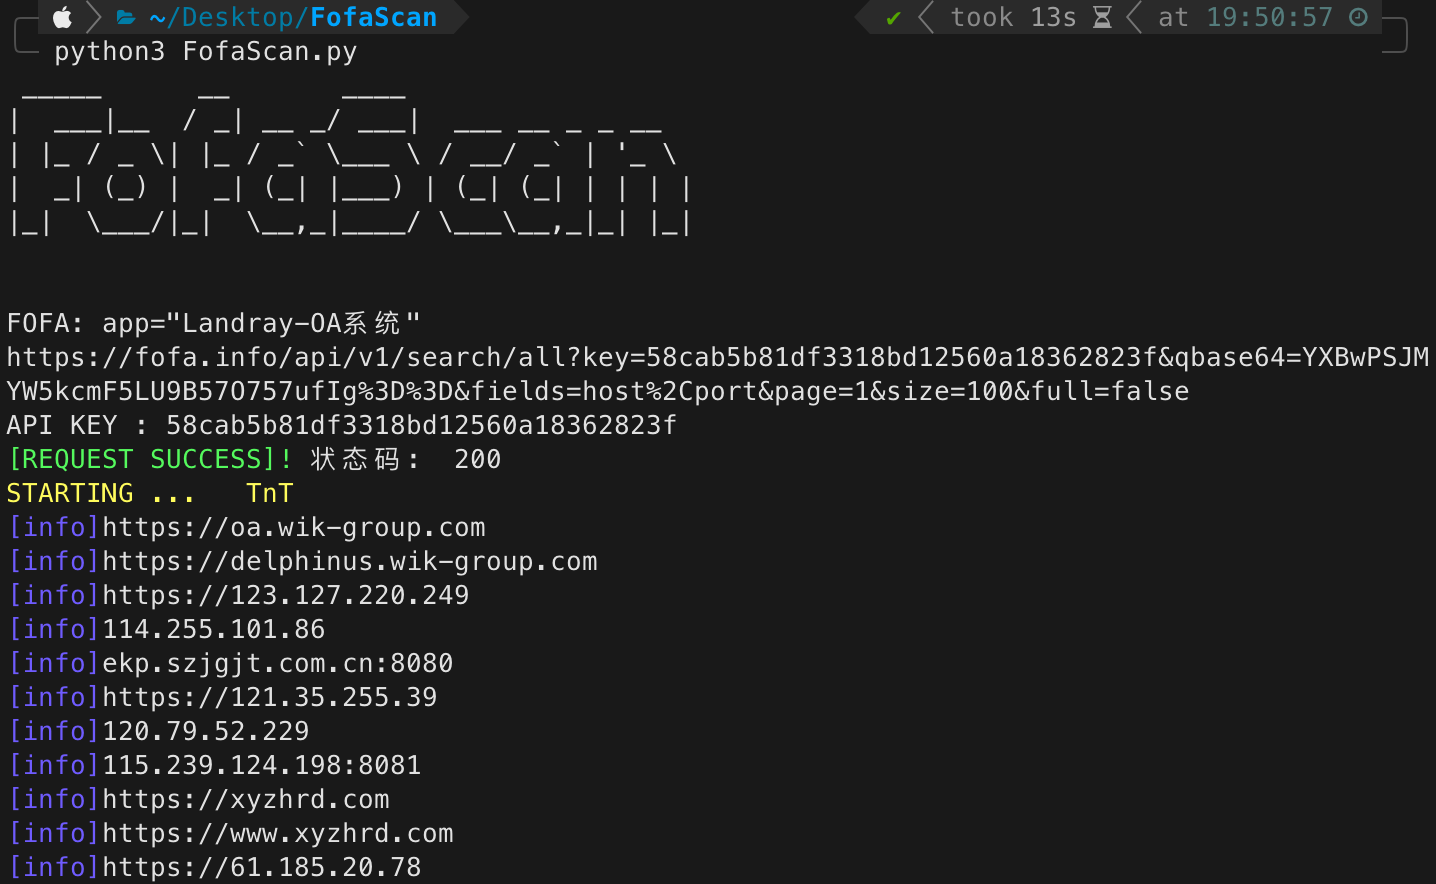 ~/Desktop/FofaScan ✔ took 13s at 19:50:57
python3 FofaScan.py
 _____      __       ____
|  ___|__  / _| __ _/ ___|  ___ __ _ _ __
| |_ / _ \| |_ / _` \___ \ / __/ _` | '_ \
|  _| (_) |  _| (_| |___) | (_| (_| | | | |
|_|  \___/|_|  \__,_|____/ \___\__,_|_| |_|
FOFA: app="Landray-OA系统"
https://fofa.info/api/v1/search/all?key=58cab5b81df3318bd12560a18362823f&qbase64=YXBwPSJM
YW5kcmF5LU9B57O757ufIg%3D%3D&fields=host%2Cport&page=1&size=100&full=false
API KEY : 58cab5b81df3318bd12560a18362823f
[REQUEST SUCCESS]! 状态码:  200
STARTING ...   TnT
[info]https://oa.wik-group.com
[info]https://delphinus.wik-group.com
[info]https://123.127.220.249
[info]114.255.101.86
[info]ekp.szjgjt.com.cn:8080
[info]https://121.35.255.39
[info]120.79.52.229
[info]115.239.124.198:8081
[info]https://xyzhrd.com
[info]https://www.xyzhrd.com
[info]https://61.185.20.78